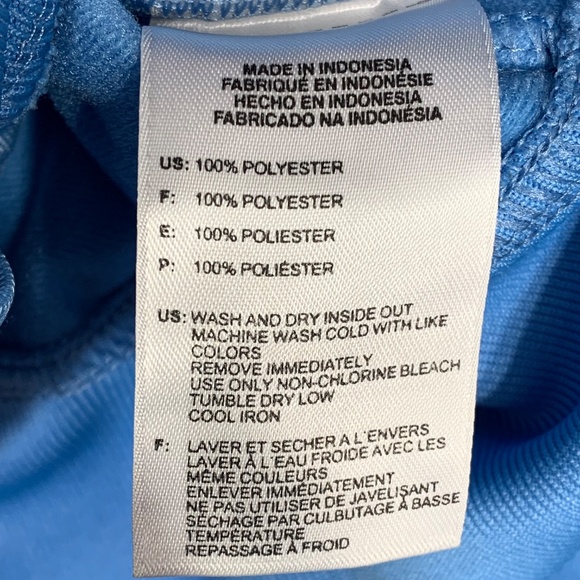 MADE IN INDONESIA
FABRIQUÉ EN INDONÉSIE
HECHO EN INDONESIA
FABRICADO NA INDONÉSIA
US: 100% POLYESTER
F: 100% POLYESTER
E: 100% POLIESTER
P: 100% POLIÉSTER
US: WASH AND DRY INSIDE OUT
MACHINE WASH COLD WITH LIKE
COLORS
REMOVE IMMEDIATELY
USE ONLY NON-CHLORINE BLEACH
TUMBLE DRY LOW
COOL IRON
F: LAVER ET SECHER A L'ENVERS
LAVER À L'EAU FROIDE AVEC LES
MÊME COULEURS
ENLEVER IMMÉDIATEMENT
NE PAS UTILISER DE JAVELISANT
SÉCHAGE PAR CULBUTAGE À BASSE
TEMPÉRATURE
REPASSAGE À FROID